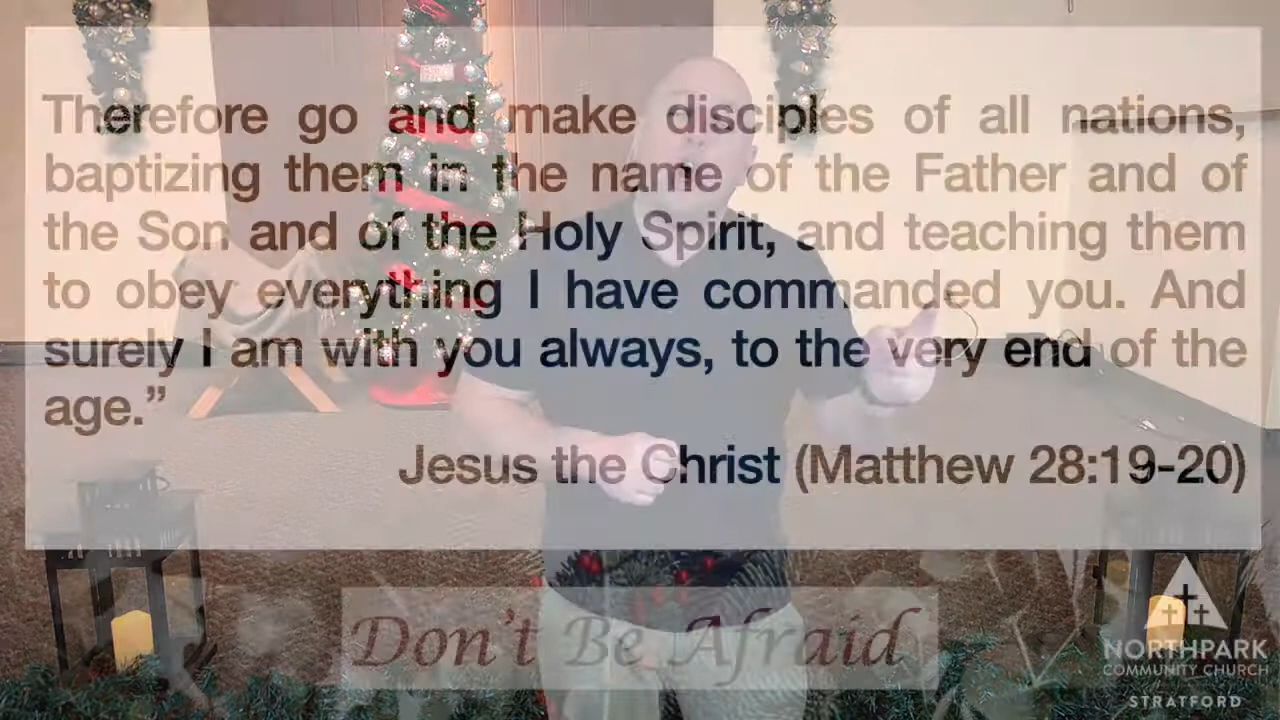 Therefore go and make disciples of all nations,
baptizing them in the name of the Father and of
the Son and of the Holy Spirit, and teaching them
to obey everything I have commanded you. And
surely I am with you always, to the very end of the
age.”
Jesus the Christ (Matthew 28:19-20)
Don't Be Afraid
NORTHPARK
COMMUNITY CHURCH
STRATFORD